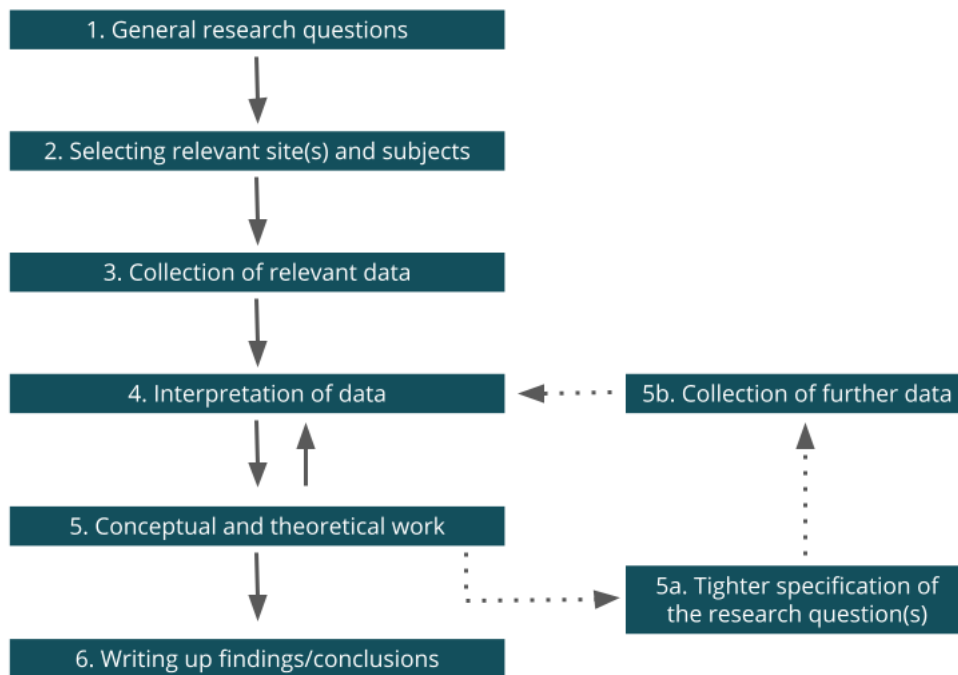 1. General research questions
2. Selecting relevant site(s) and subjects
3. Collection of relevant data
4. Interpretation of data
5b. Collection of further data
5. Conceptual and theoretical work
5a. Tighter specification of
the research question(s)
6. Writing up findings/conclusions